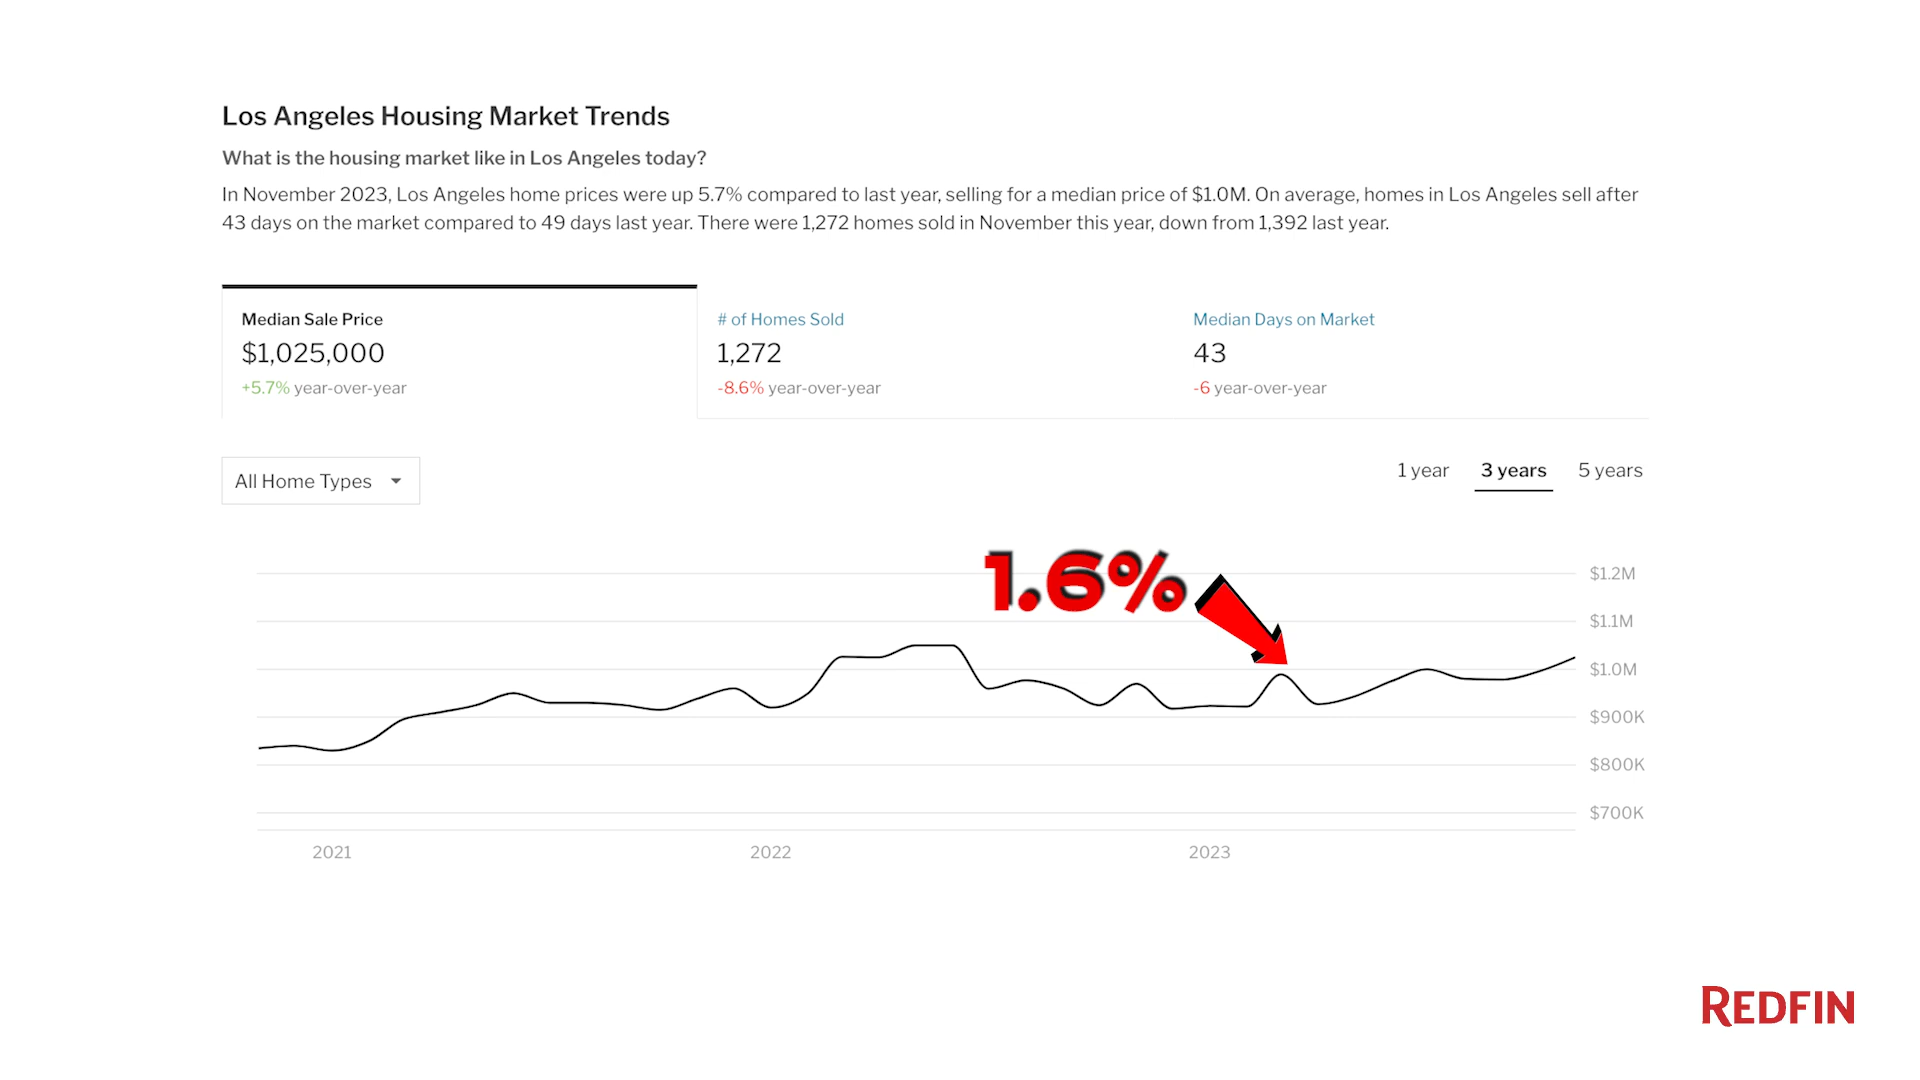 Los Angeles Housing Market Trends
What is the housing market like in Los Angeles today?
In November 2023, Los Angeles home prices were up 5.7% compared to last year, selling for a median price of $1.0M. On average, homes in Los Angeles sell after
43 days on the market compared to 49 days last year. There were 1,272 homes sold in November this year, down from 1,392 last year.
Median Sale Price
$1,025,000
+5.7% year-over-year
# of Homes Sold
1,272
-8.6% year-over-year
Median Days on Market
43
-6 year-over-year
All Home Types
1 year
3 years
5 years
1.6%
$1.2M
$1.1M
$1.0M
$900K
$800K
$700K
2021
2022
2023
REDFIN